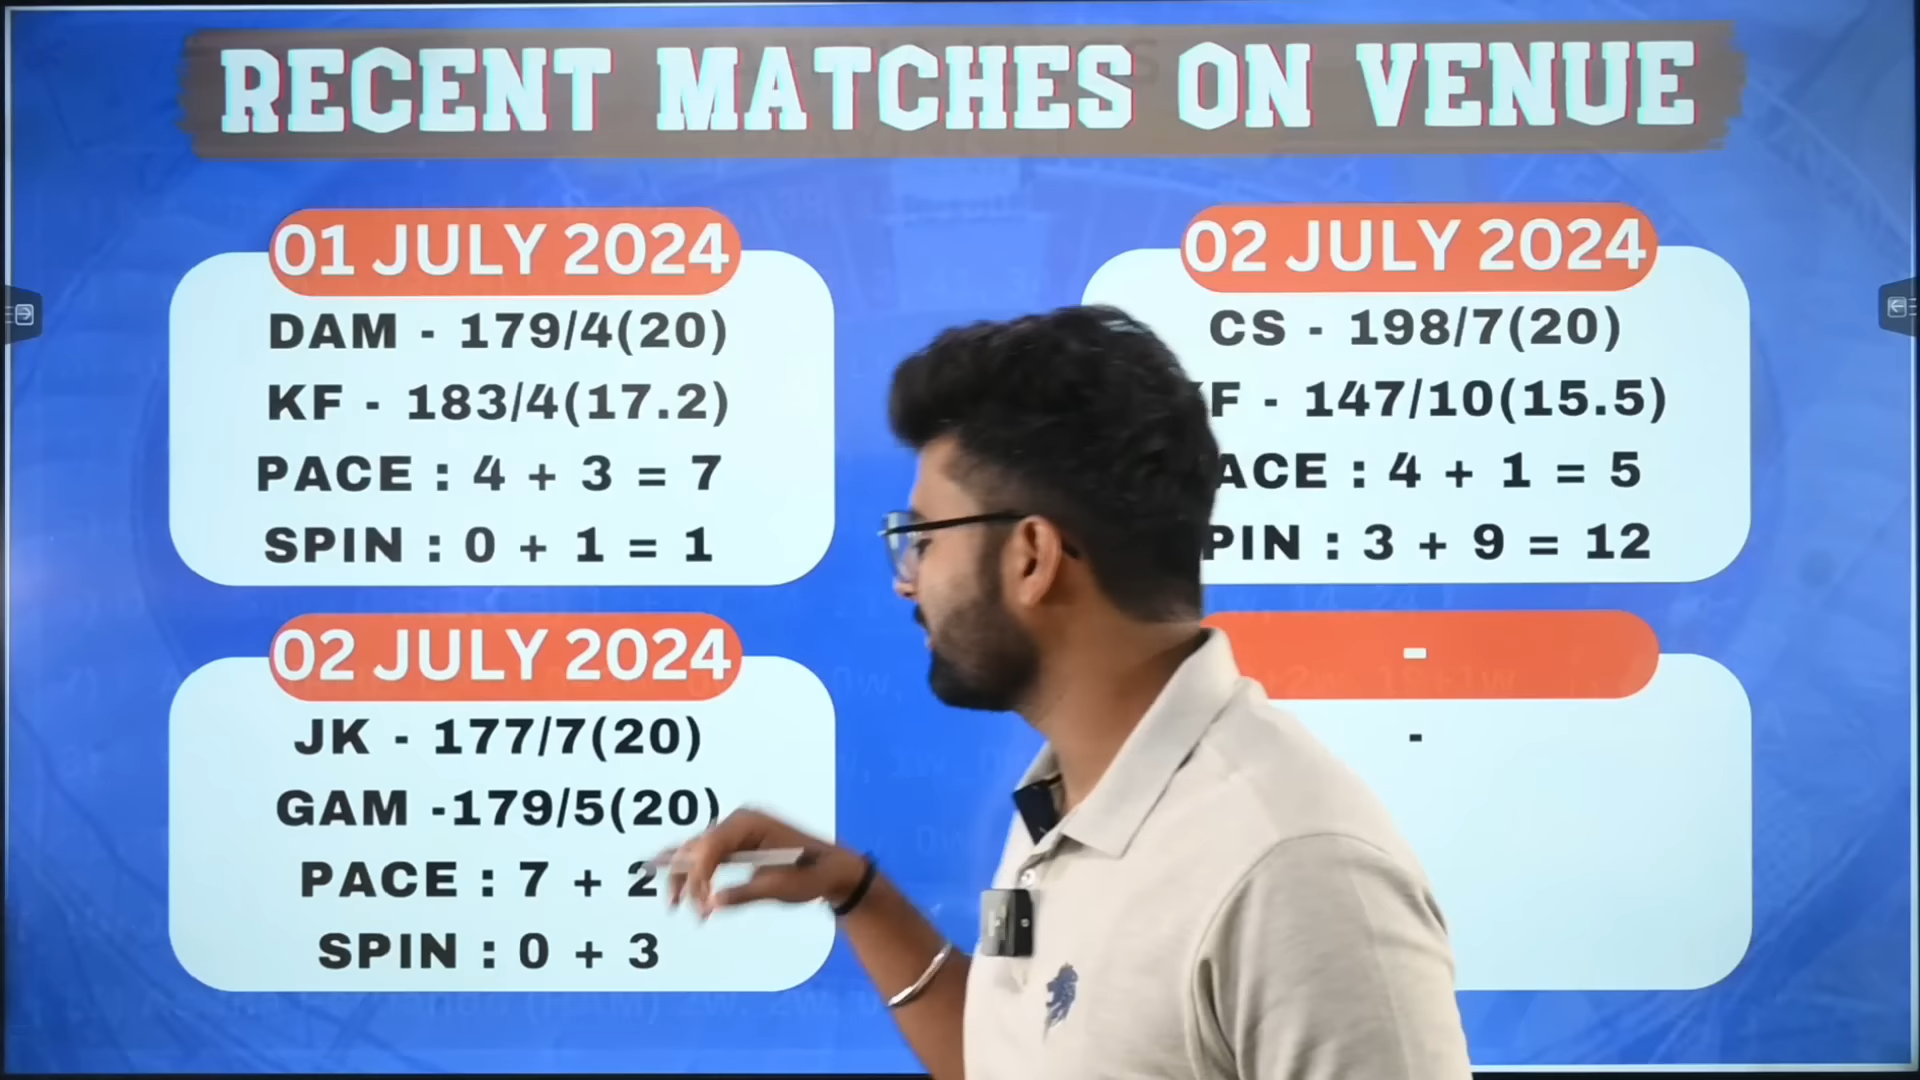 RECENT MATCHES ON VENUE
01 JULY 2024
DAM - 179/4(20)
KF - 183/4(17.2)
PACE : 4 + 3 = 7
SPIN : 0 + 1 = 1
02 JULY 2024
CS - 198/7(20)
F - 147/10(15.5)
ACE : 4 + 1 = 5
PIN : 3 + 9 = 12
02 JULY 2024
JK - 177/7(20)
GAM -179/5(20)
PACE : 7 + 2
SPIN : 0 + 3
-
-